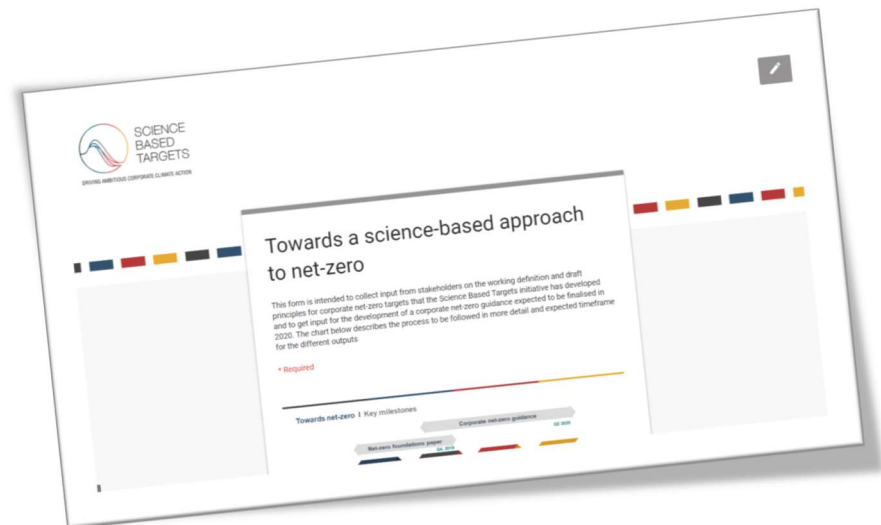 SCIENCE
BASED
TARGETS
DRIVING AMBITIOUS CORPORATE CLIMATE ACTION
Towards a science-based approach
to net-zero
This form is intended to collect input from stakeholders on the working definition and draft
principles for corporate net-zero targets that the Science Based Targets initiative has developed
and to get input for the development of a corporate net-zero guidance expected to be finalised in
2020. The chart below describes the process to be followed in more detail and expected timeframe
for the different outputs
* Required
Towards net-zero I Key milestones
Corporate net-zero guidance
Net-zero foundations paper